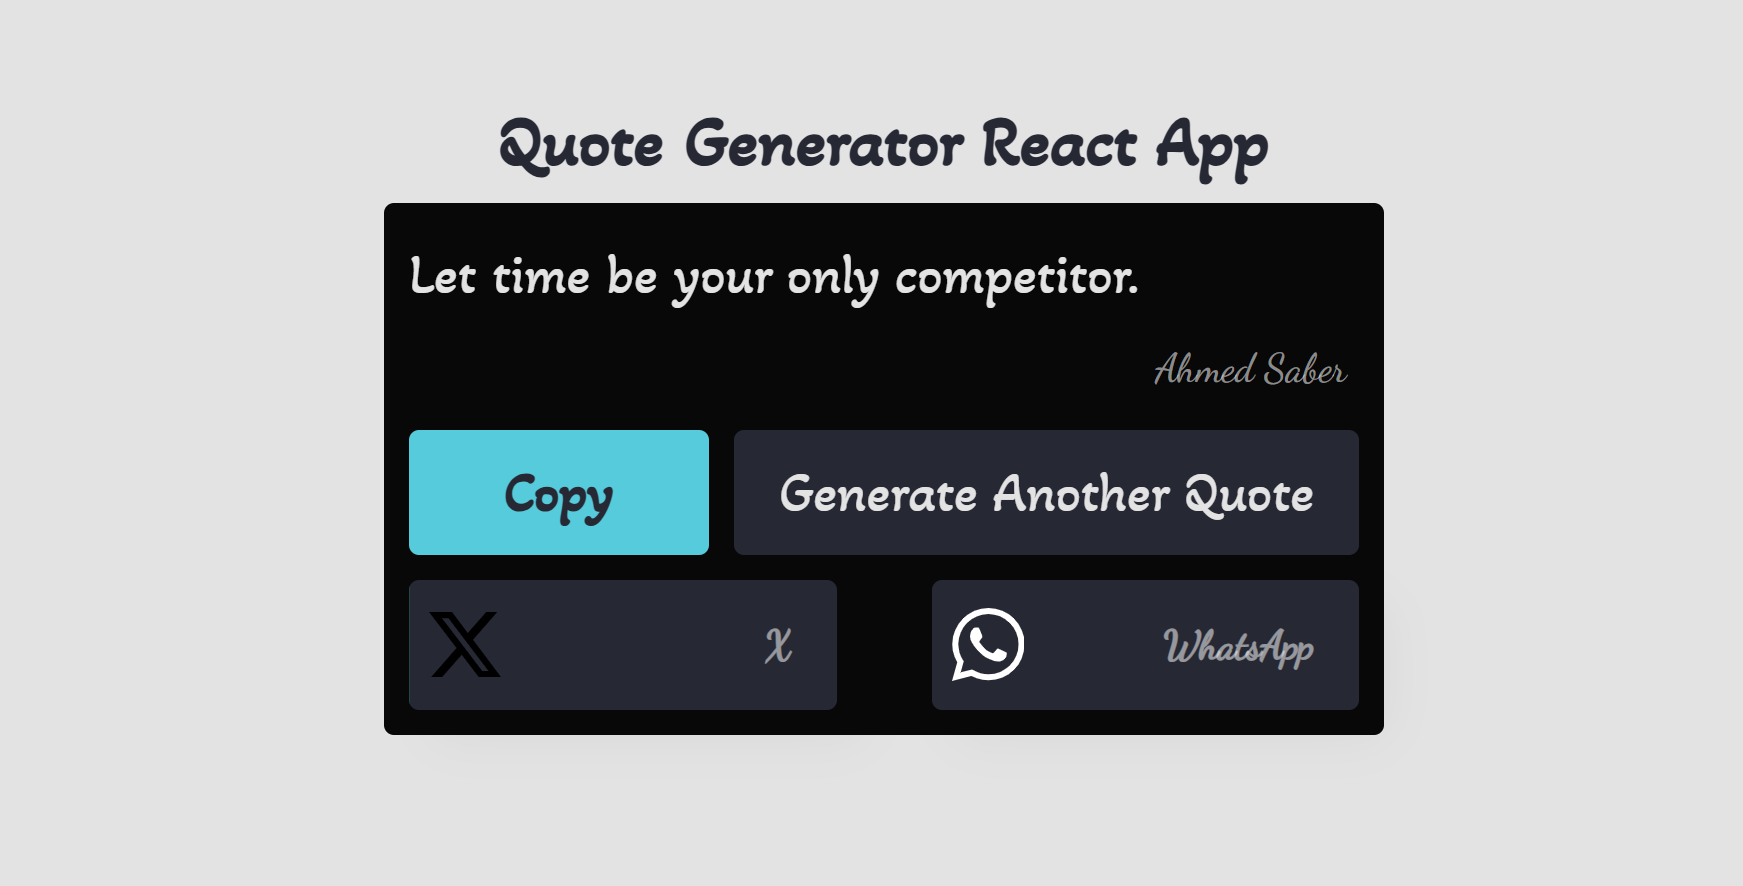 Quote Generator React App
Let time be your only competitor.
Ahmed Saber
Copy
Generate Another Quote
X
WhatsApp